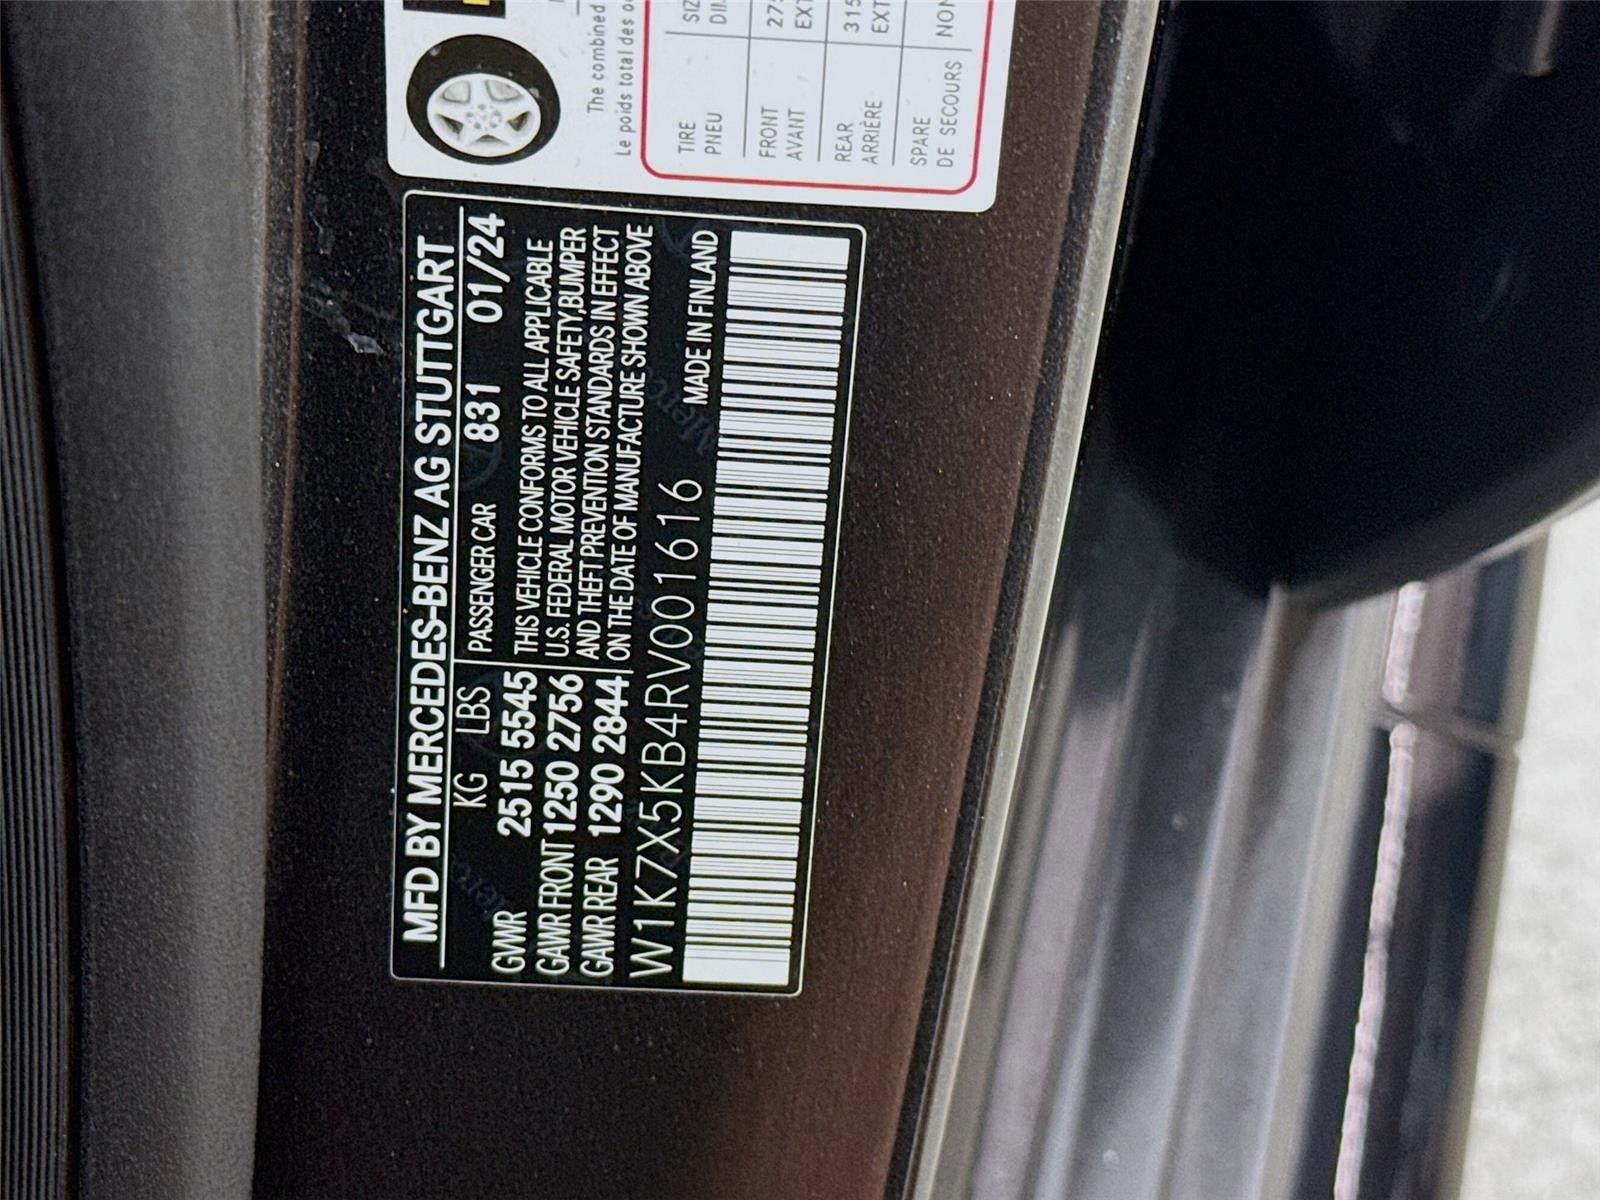 MFD BY MERCEDES-BENZ AG STUTTGART
KG LBS
PASSENGER CAR 831 01/24
GVWR 2515 5545
GAWR FRONT 1250 2756
GAWR REAR 1290 2844
THIS VEHICLE CONFORMS TO ALL APPLICABLE
U.S. FEDERAL MOTOR VEHICLE SAFETY,BUMPER
AND THEFT PREVENTION STANDARDS IN EFFECT
ON THE DATE OF MANUFACTURE SHOWN ABOVE
W1K7X5KB4RV001616
MADE IN FINLAND
The combined
Le poids total des
TIRE
PNEU
FRONT
AVANT
275
REAR
ARRIÈRE
315
SPARE
DE SECOURS